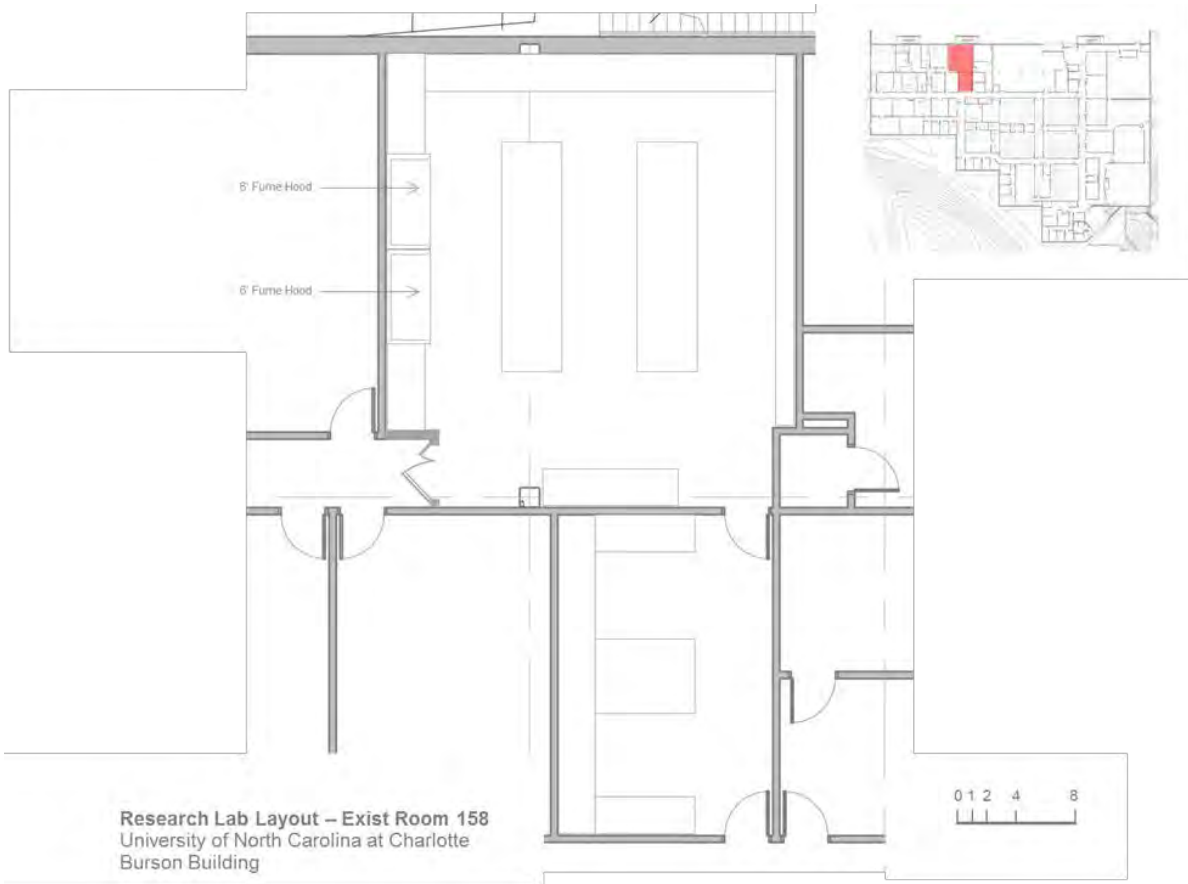 6' Fume Hood
6' Fume Hood
Research Lab Layout – Exist Room 158
University of North Carolina at Charlotte
Burson Building
0 1 2 4 8